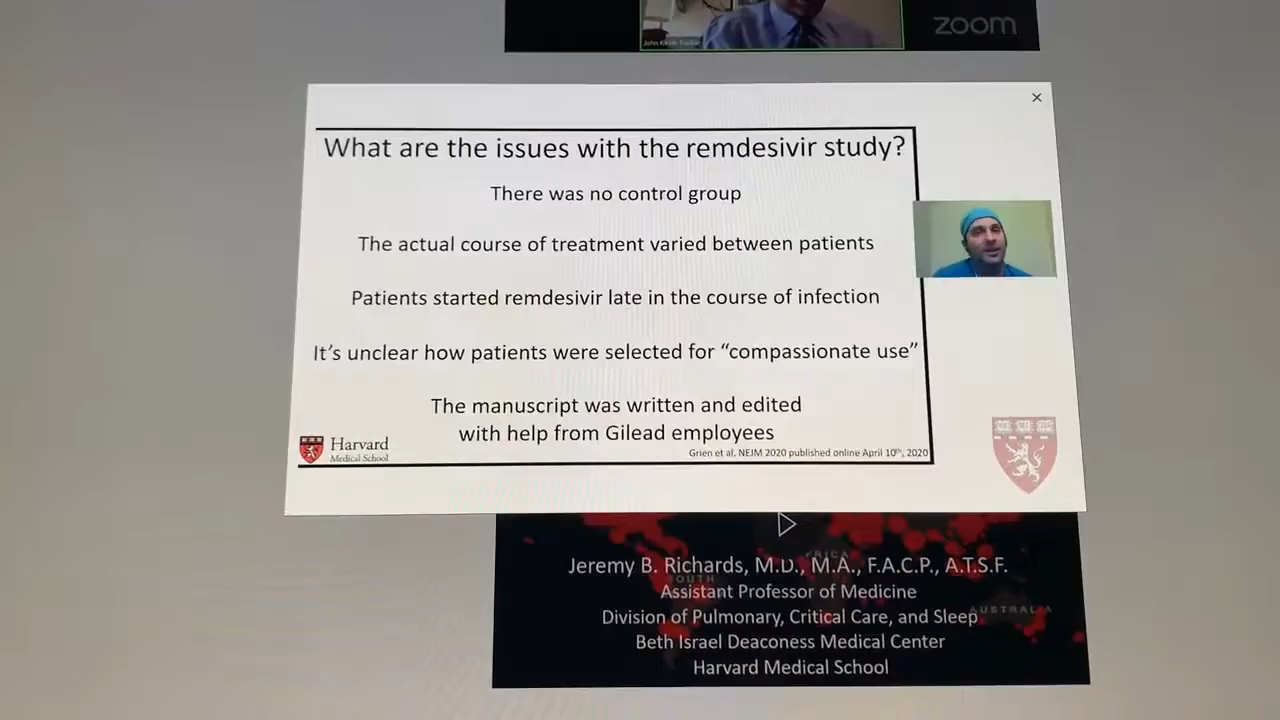 zoom
What are the issues with the remdesivir study?
There was no control group
The actual course of treatment varied between patients
Patients started remdesivir late in the course of infection
It's unclear how patients were selected for “compassionate use”
The manuscript was written and edited
with help from Gilead employees
Harvard
Medical School
Grien et al. NEJM 2020 published online April 10th, 2020
Jeremy B. Richards, M.D., M.A., F.A.C.P., A.T.S.F.
SOUTH
Assistant Professor of Medicine
AUSTRALIA
Division of Pulmonary, Critical Care, and Sleep
Beth Israel Deaconess Medical Center
Harvard Medical School